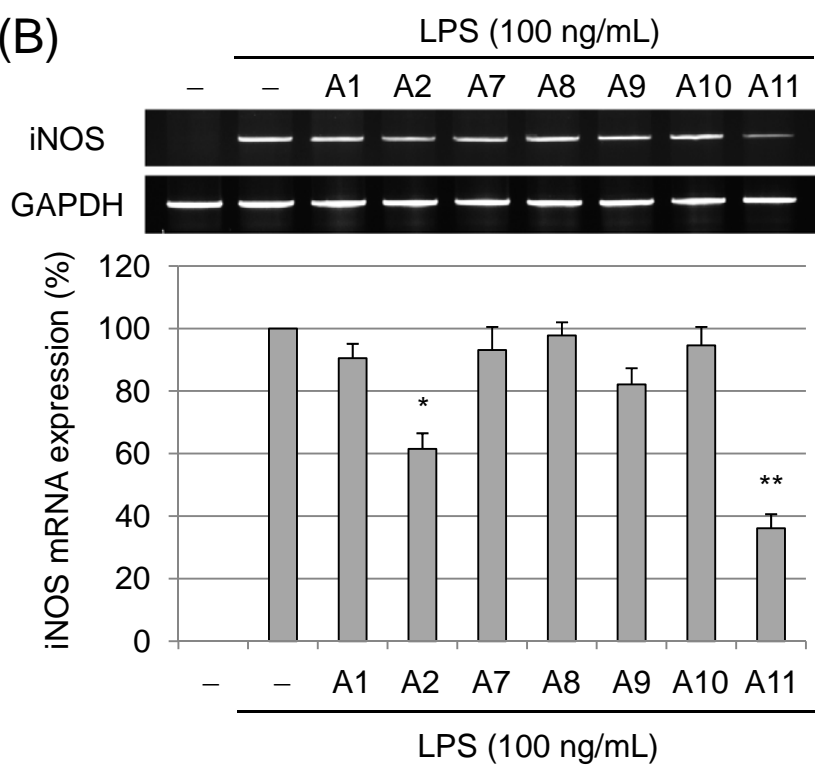 (B)
LPS (100 ng/mL)
– – A1 A2 A7 A8 A9 A10 A11
iNOS
GAPDH
iNOS mRNA expression (%)
120
100
80
60
40
20
0
*
**
– – A1 A2 A7 A8 A9 A10 A11
LPS (100 ng/mL)